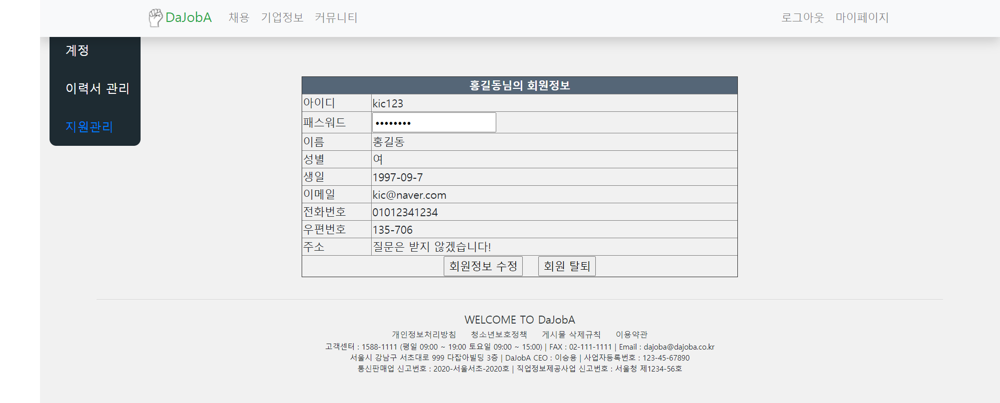 DaJobA 채용 기업정보 커뮤니티 로그아웃 마이페이지
계정
이력서 관리
지원관리
홍길동님의 회원정보
아이디 kic123
패스워드 ••••••••
이름 홍길동
성별 여
생일 1997-09-7
이메일 kic@naver.com
전화번호 01012341234
우편번호 135-706
주소 질문은 받지 않겠습니다!
회원정보 수정 회원 탈퇴
WELCOME TO DaJobA
개인정보처리방침 청소년보호정책 게시물 삭제규칙 이용약관
고객센터 : 1588-1111 (평일 09:00 ~ 19:00 토요일 09:00 ~ 15:00) | FAX : 02-111-1111 | Email : dajoba@dajoba.co.kr
서울시 강남구 서초대로 999 다잡아빌딩 3층 | DaJobA CEO : 이승용 | 사업자등록번호 : 123-45-67890
통신판매업 신고번호 : 2020-서울서초-2020호 | 직업정보제공사업 신고번호 : 서울청 제1234-56호